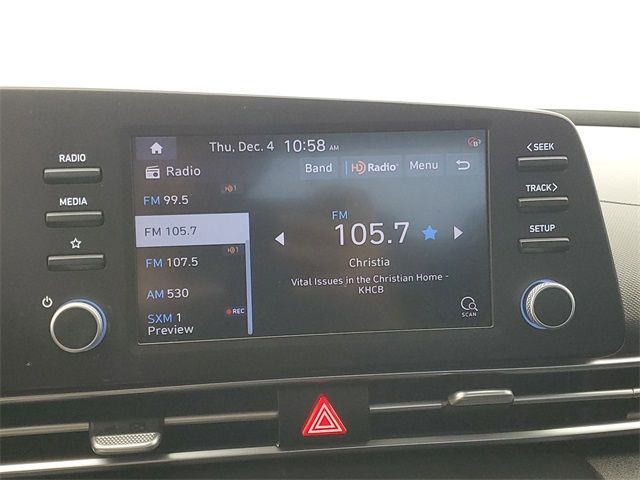 RADIO
MEDIA
Thu, Dec. 4 10:58 AM
Radio
Band HD Radio Menu
FM 99.5 HD1
FM 105.7
FM 107.5 HD1
AM 530
SXM 1 REC
Preview
FM
105.7
Christia
Vital Issues in the Christian Home -
KHCB
SCAN
< SEEK
TRACK >
SETUP